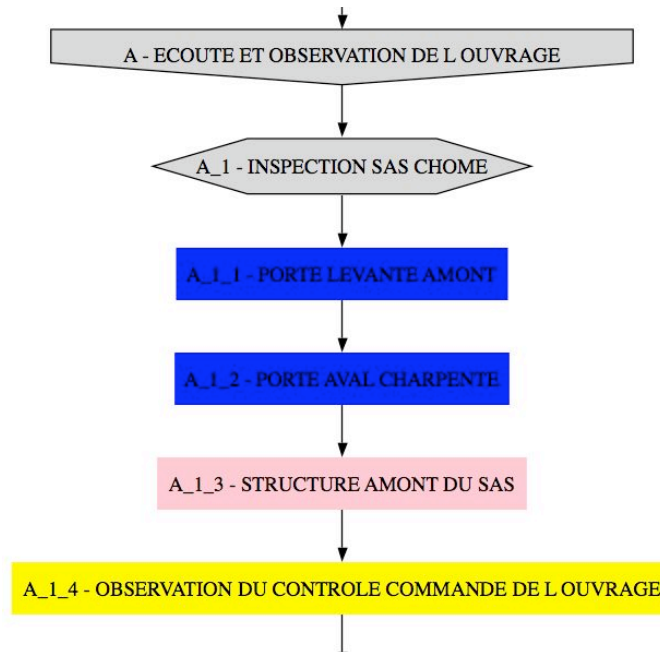 A - ECOUTE ET OBSERVATION DE L OUVRAGE
A_1 - INSPECTION SAS CHOME
A_1_1 - PORTE LEVANTE AMONT
A_1_2 - PORTE AVAL CHARPENTE
A_1_3 - STRUCTURE AMONT DU SAS
A_1_4 - OBSERVATION DU CONTROLE COMMANDE DE L OUVRAGE